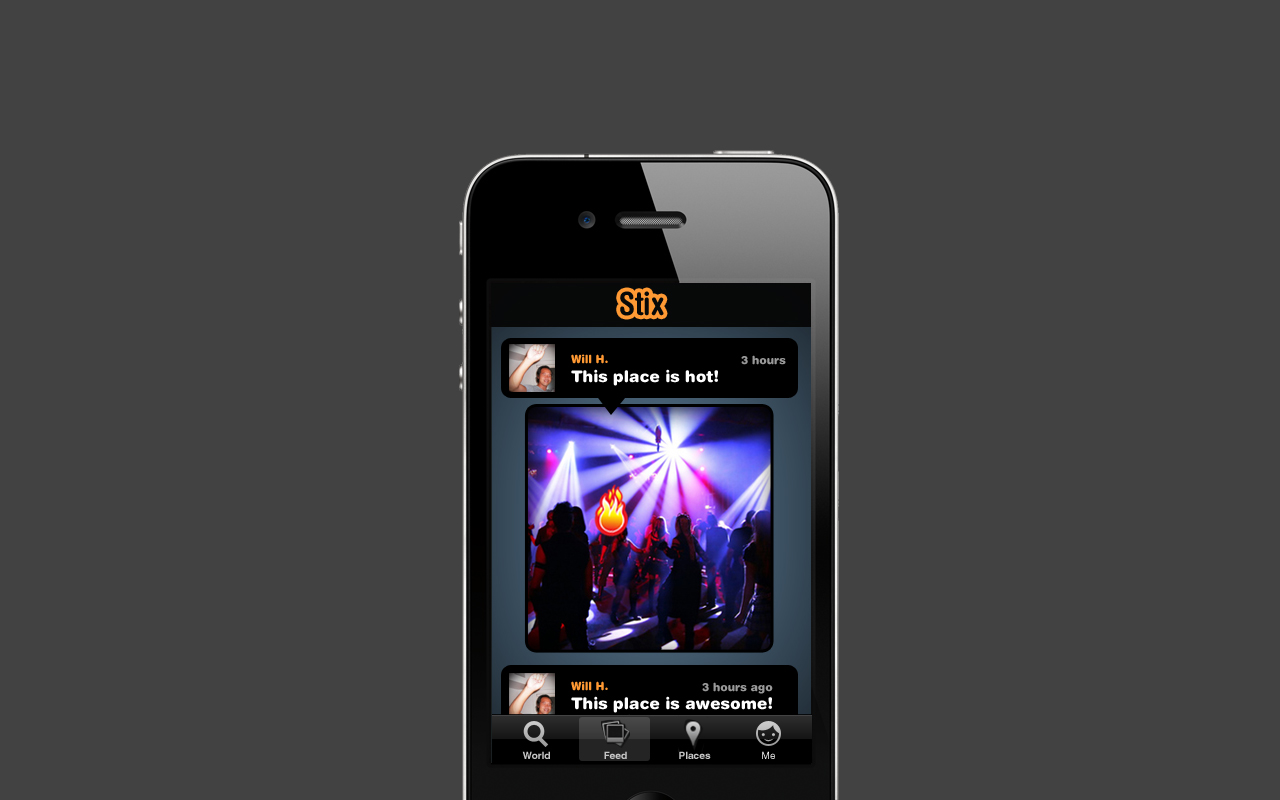 Stix
Will H.
3 hours
This place is hot!
Will H.
3 hours ago
This place is awesome!
World
Feed
Places
Me